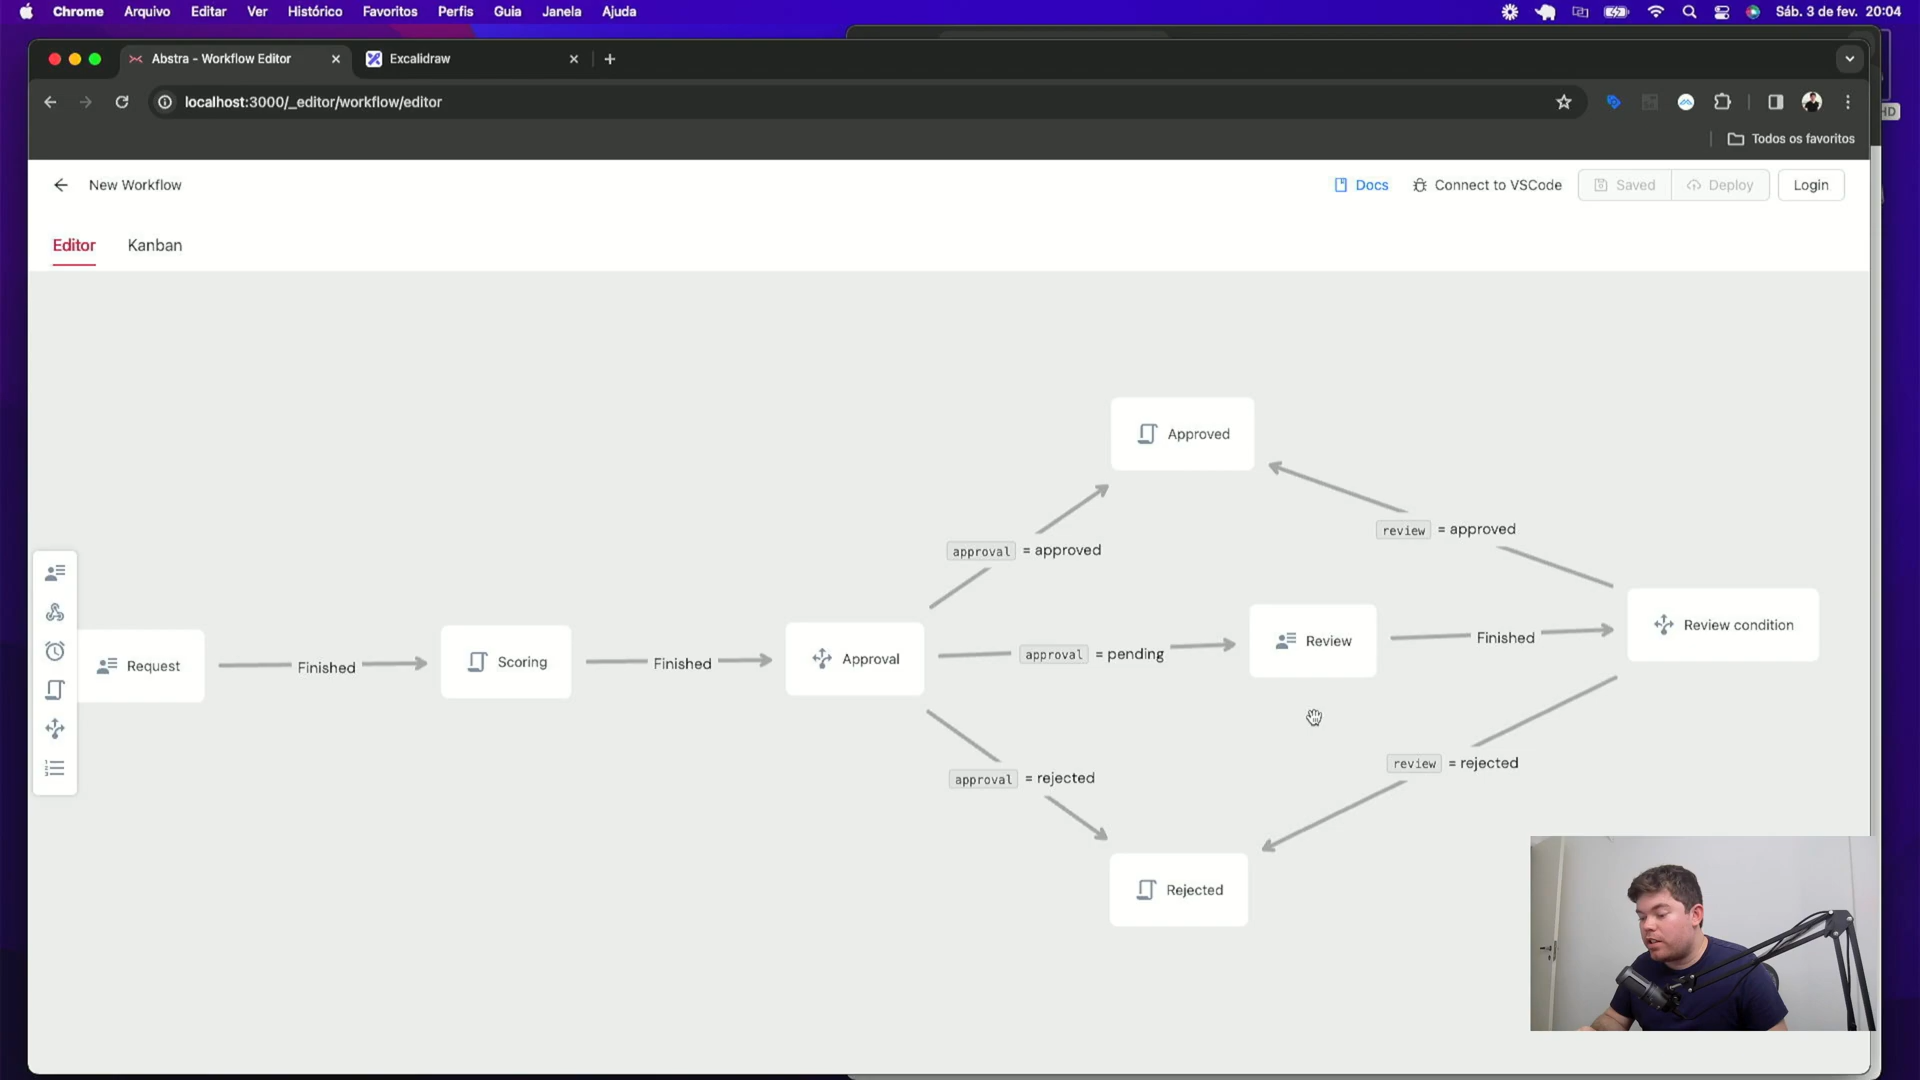 Chrome Arquivo Editar Ver Histórico Favoritos Perfis Guia Janela Ajuda Sáb. 3 de fev. 20:04
Abstra - Workflow Editor Excalidraw
localhost:3000/_editor/workflow/editor
HD
Todos os favoritos
New Workflow Docs Connect to VSCode Saved Deploy Login
Editor Kanban
Approved
review = approved
approval = approved
Request Finished Scoring Finished Approval approval = pending Review Finished Review condition
review = rejected
approval = rejected
Rejected